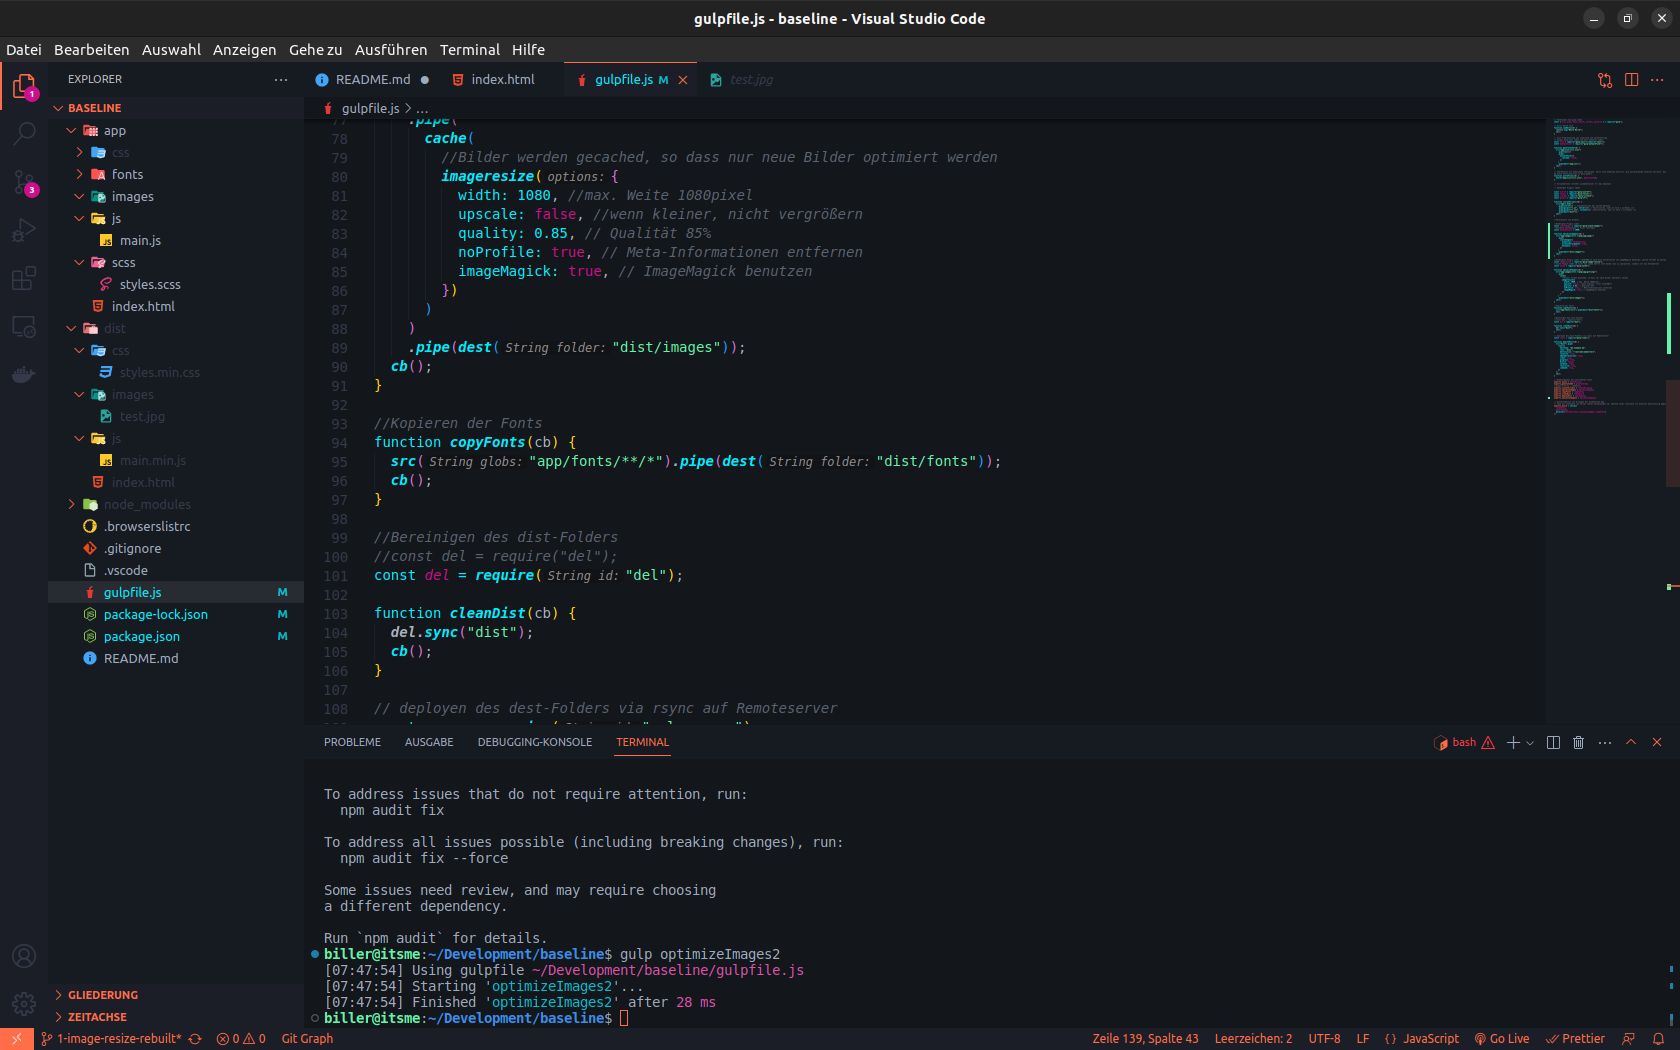 gulpfile.js - baseline - Visual Studio Code
Datei Bearbeiten Auswahl Anzeigen Gehe zu Ausführen Terminal Hilfe
EXPLORER
BASELINE
app
css
fonts
images
js
main.js
scss
styles.scss
index.html
dist
css
styles.min.css
images
test.jpg
js
main.min.js
index.html
node_modules
.browserslistrc
.gitignore
.vscode
gulpfile.js M
package-lock.json M
package.json M
README.md
GLIEDERUNG
ZEITACHSE
1
3
README.md index.html gulpfile.js M test.jpg
gulpfile.js > ...
77 .pipe(
78 cache(
79 //Bilder werden gecached, so dass nur neue Bilder optimiert werden
80 imageresize( options: {
81 width: 1080, //max. Weite 1080pixel
82 upscale: false, //wenn kleiner, nicht vergrößern
83 quality: 0.85, // Qualität 85%
84 noProfile: true, // Meta-Informationen entfernen
85 imageMagick: true, // ImageMagick benutzen
86 })
87 )
88 )
89 .pipe(dest( String folder: "dist/images"));
90 cb();
91 }
92
93 //Kopieren der Fonts
94 function copyFonts(cb) {
95 src( String globs: "app/fonts/**/*").pipe(dest( String folder: "dist/fonts"));
96 cb();
97 }
98
99 //Bereinigen des dist-Folders
100 //const del = require("del");
101 const del = require( String id: "del");
102
103 function cleanDist(cb) {
104 del.sync("dist");
105 cb();
106 }
107
108 // deployen des dest-Folders via rsync auf Remoteserver
PROBLEME AUSGABE DEBUGGING-KONSOLE TERMINAL
bash
To address issues that do not require attention, run:
npm audit fix
To address all issues possible (including breaking changes), run:
npm audit fix --force
Some issues need review, and may require choosing
a different dependency.
Run `npm audit` for details.
biller@itsme:~/Development/baseline$ gulp optimizeImages2
[07:47:54] Using gulpfile ~/Development/baseline/gulpfile.js
[07:47:54] Starting 'optimizeImages2'...
[07:47:54] Finished 'optimizeImages2' after 28 ms
biller@itsme:~/Development/baseline$
1-image-resize-rebuilt* 0 0 Git Graph Zeile 139, Spalte 43 Leerzeichen: 2 UTF-8 LF {} JavaScript Go Live Prettier